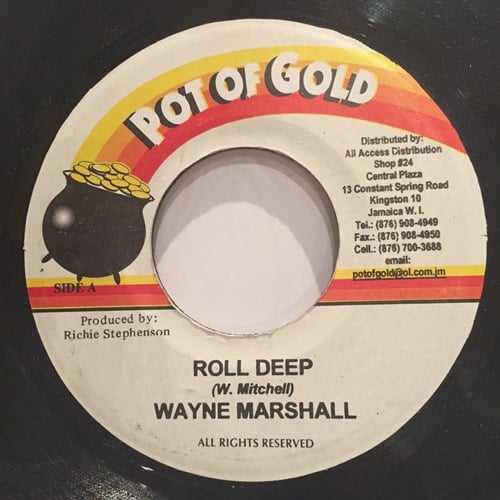 POT OF GOLD
Distributed by:
All Access Distribution
Shop #24
Central Plaza
13 Constant Spring Road
Kingston 10
Jamaica W. I.
Tel.: (876) 908-4949
Fax.: (876) 908-4950
Cell.: (876) 700-3688
email:
potofgold@ol.com.jm
SIDE A
Produced by:
Richie Stephenson
ROLL DEEP
(W. Mitchell)
WAYNE MARSHALL
ALL RIGHTS RESERVED